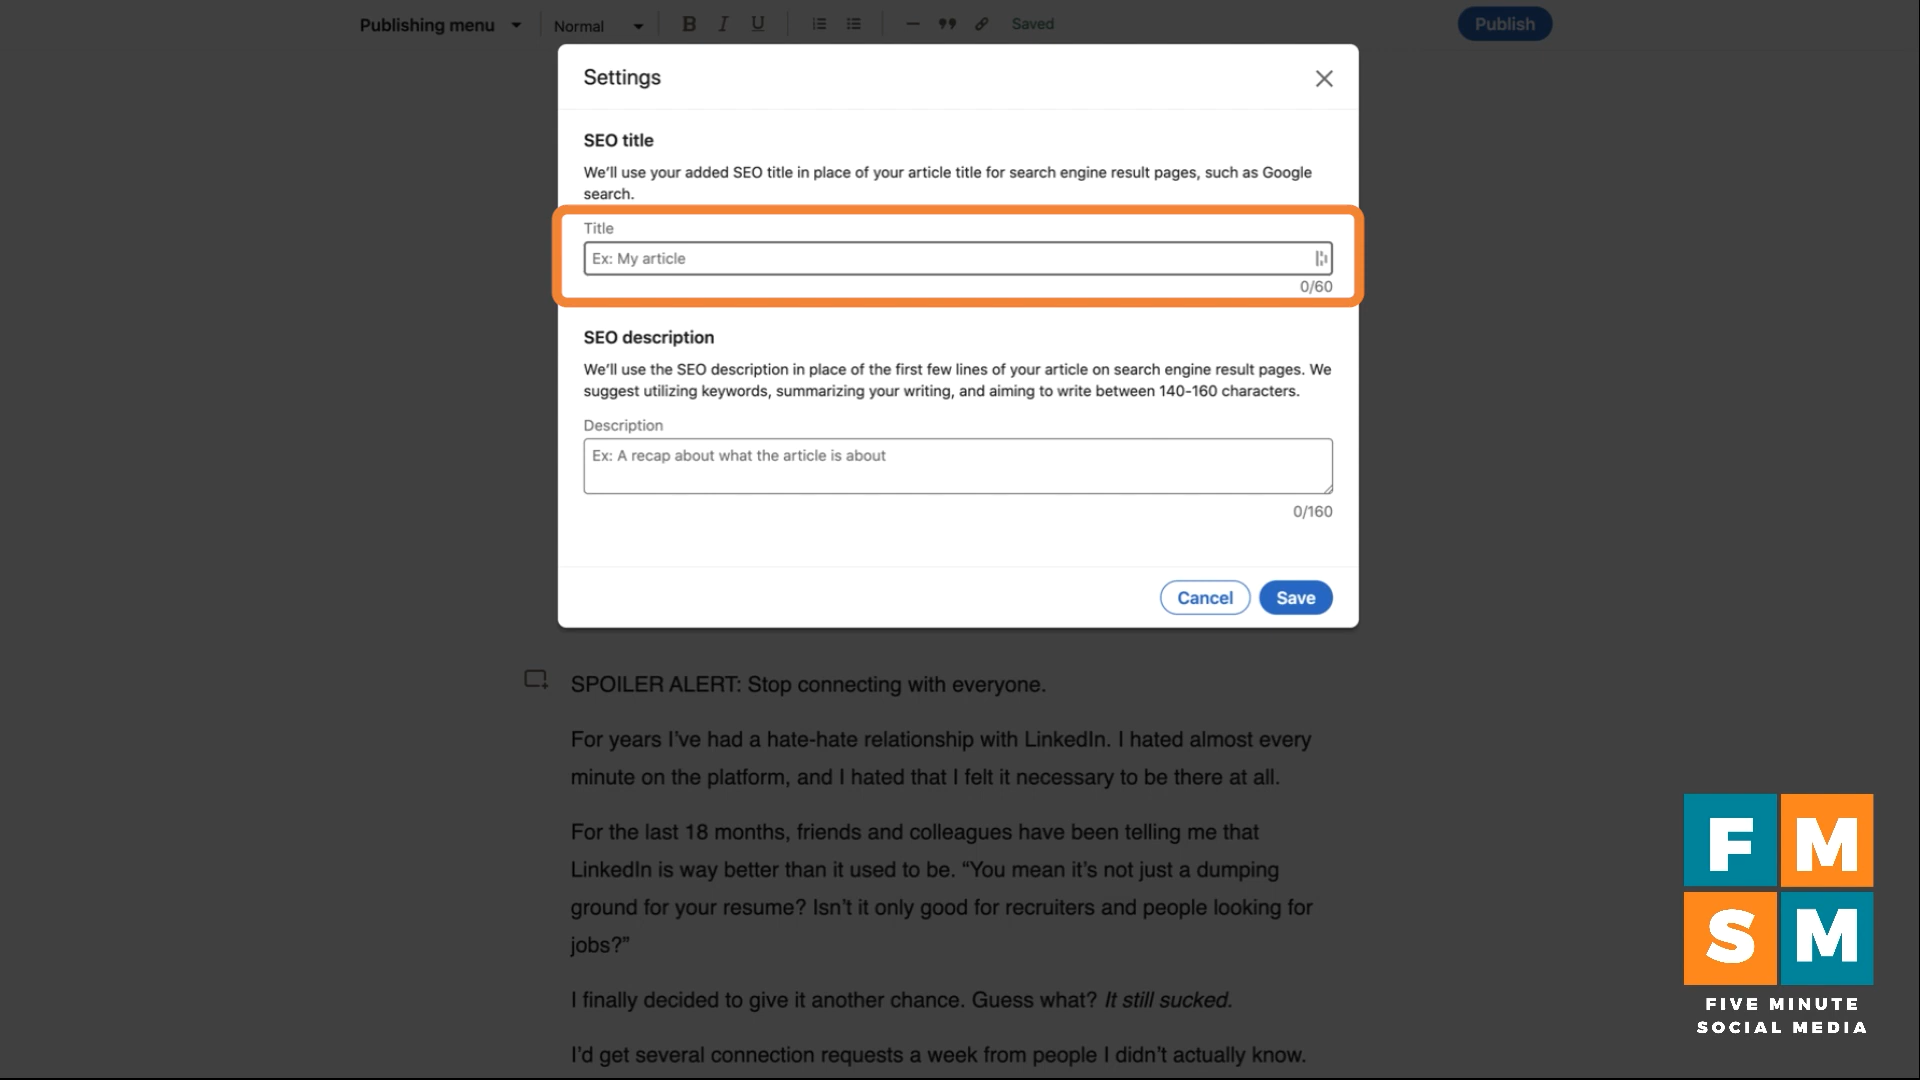 Publishing menu
Normal
B I U
Saved
Publish
Settings
SEO title
We'll use your added SEO title in place of your article title for search engine result pages, such as Google
search.
Title
Ex: My article
0/60
SEO description
We'll use the SEO description in place of the first few lines of your article on search engine result pages. We
suggest utilizing keywords, summarizing your writing, and aiming to write between 140-160 characters.
Description
Ex: A recap about what the article is about
0/160
Cancel
Save
SPOILER ALERT: Stop connecting with everyone.
For years I've had a hate-hate relationship with LinkedIn. I hated almost every
minute on the platform, and I hated that I felt it necessary to be there at all.
For the last 18 months, friends and colleagues have been telling me that
LinkedIn is way better than it used to be. “You mean it's not just a dumping
ground for your resume? Isn't it only good for recruiters and people looking for
jobs?”
I finally decided to give it another chance. Guess what? It still sucked.
I'd get several connection requests a week from people I didn't actually know.
F M
S M
FIVE MINUTE
SOCIAL MEDIA